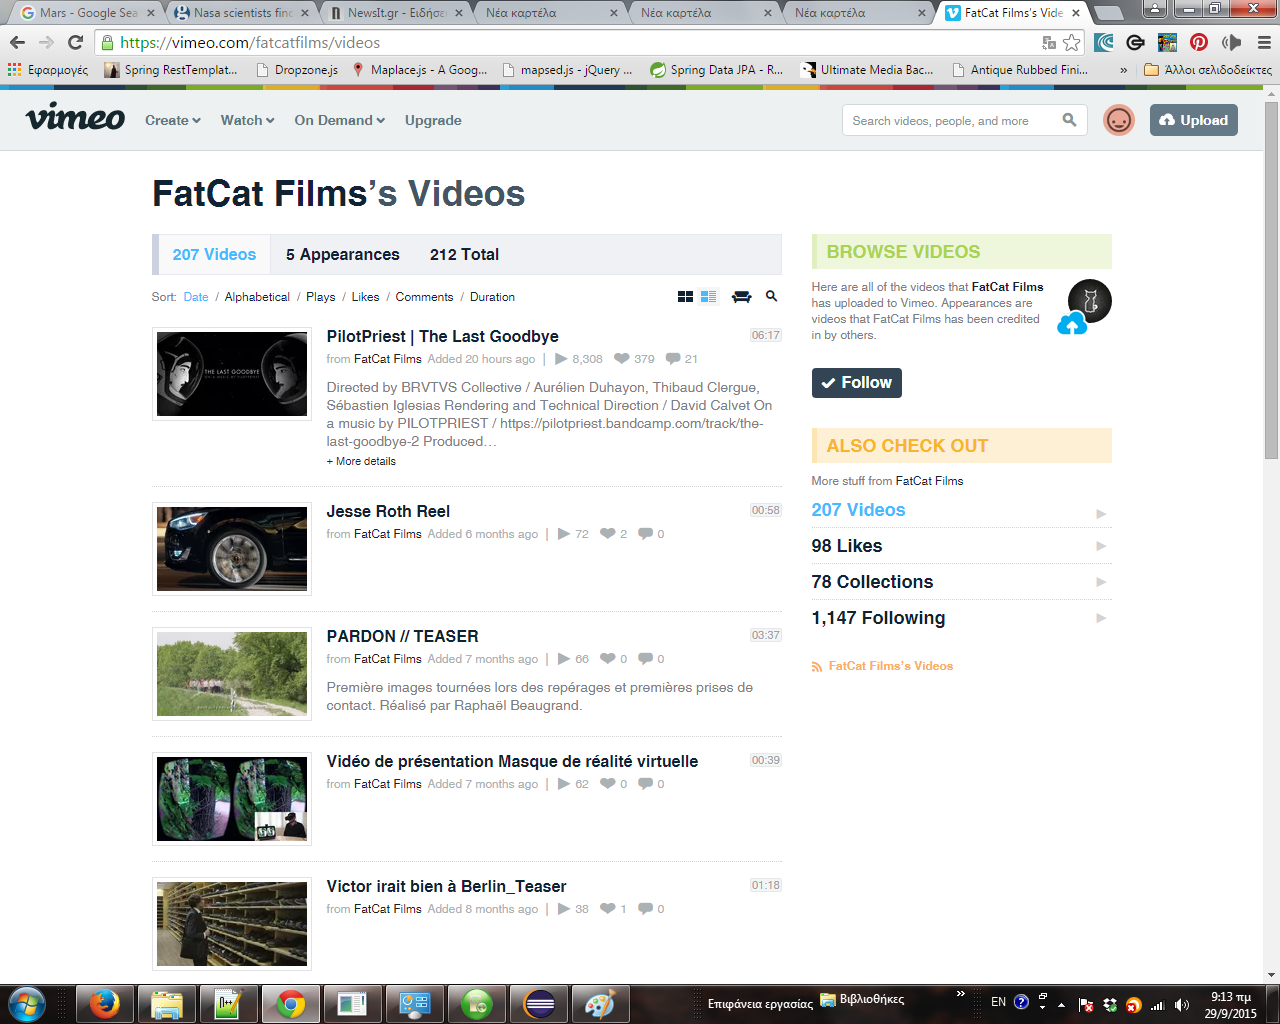 Mars - Google Sea
Nasa scientists find
NewsIt.gr - Ειδήσε
Νέα καρτέλα
Νέα καρτέλα
Νέα καρτέλα
FatCat Films's Vide
https://vimeo.com/fatcatfilms/videos
Εφαρμογές
Spring RestTemplat...
Dropzone.js
Maplace.js - A Goog...
mapsed.js - jQuery ...
Spring Data JPA - R...
Ultimate Media Bac...
Antique Rubbed Fini...
»
Άλλοι σελιδοδείκτες
vimeo
Create
Watch
On Demand
Upgrade
Search videos, people, and more
Upload
FatCat Films’s Videos
207 Videos
5 Appearances
212 Total
Sort: Date / Alphabetical / Plays / Likes / Comments / Duration
THE LAST GOODBYE
PilotPriest | The Last Goodbye
06:17
from FatCat Films Added 20 hours ago | 8,308 379 21
Directed by BRVTVS Collective / Aurélien Duhayon, Thibaud Clergue,
Sébastien Iglesias Rendering and Technical Direction / David Calvet On
a music by PILOTPRIEST / https://pilotpriest.bandcamp.com/track/the-
last-goodbye-2 Produced…
+ More details
Jesse Roth Reel
00:58
from FatCat Films Added 6 months ago | 72 2 0
PARDON // TEASER
03:37
from FatCat Films Added 7 months ago | 66 0 0
Première images tournées lors des repérages et premières prises de
contact. Réalisé par Raphaël Beaugrand.
Vidéo de présentation Masque de réalité virtuelle
00:39
from FatCat Films Added 7 months ago | 62 0 0
Victor irait bien à Berlin_Teaser
01:18
from FatCat Films Added 8 months ago | 38 1 0
BROWSE VIDEOS
Here are all of the videos that FatCat Films
has uploaded to Vimeo. Appearances are
videos that FatCat Films has been credited
in by others.
Follow
ALSO CHECK OUT
More stuff from FatCat Films
207 Videos
98 Likes
78 Collections
1,147 Following
FatCat Films's Videos
Επιφάνεια εργασίας
Βιβλιοθήκες
»
EN
9:13 πμ
29/9/2015